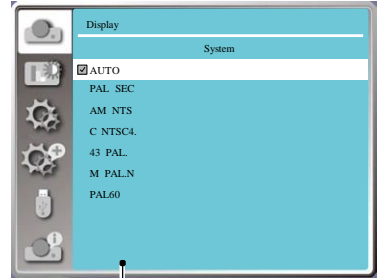 Display
System
AUTO
PAL SEC
AM NTS
C NTSC4.
43 PAL.
M PAL.N
PAL60